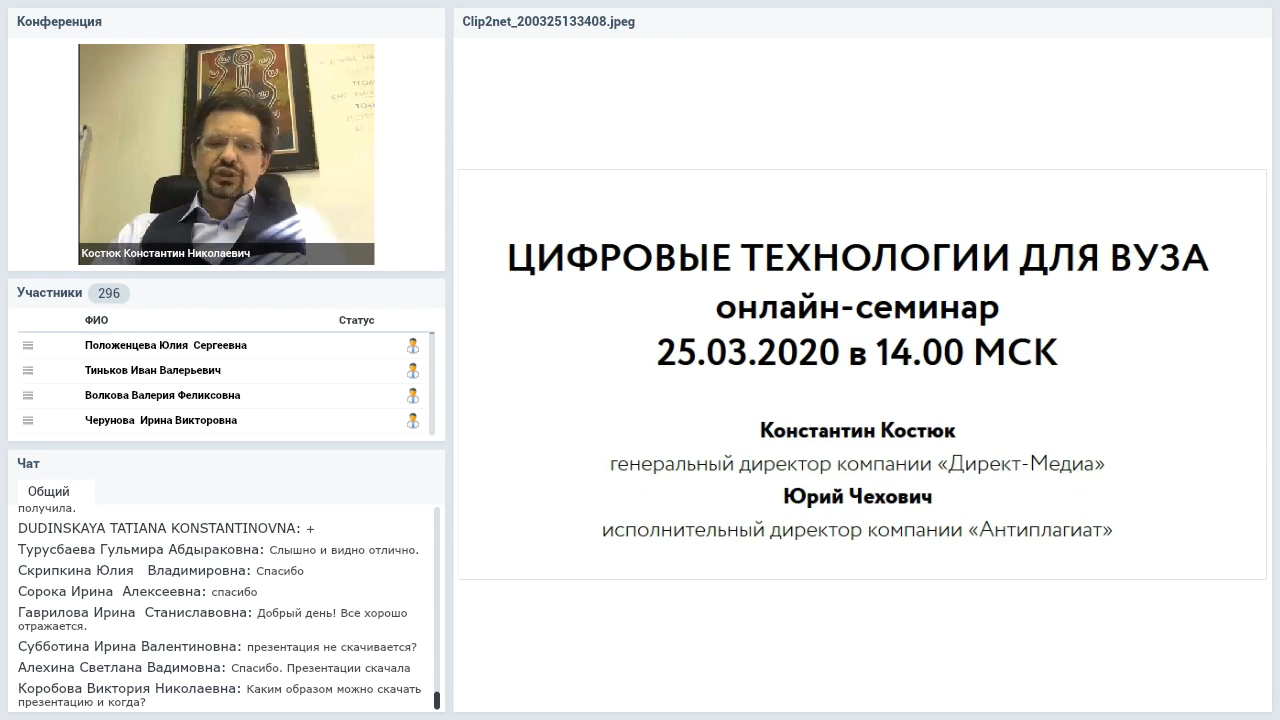 Конференция
Костюк Константин Николаевич
Участники 296
ФИО Статус
Положенцева Юлия Сергеевна
Тиньков Иван Валерьевич
Волкова Валерия Феликсовна
Черунова Ирина Викторовна
Чат
Общий
получила.
DUDINSKAYA TATIANA KONSTANTINOVNA: +
Турусбаева Гульмира Абдыраковна: Слышно и видно отлично.
Скрипкина Юлия Владимировна: Спасибо
Сорока Ирина Алексеевна: спасибо
Гаврилова Ирина Станиславовна: Добрый день! Все хорошо
отражается.
Субботина Ирина Валентиновна: презентация не скачивается?
Алехина Светлана Вадимовна: Спасибо. Презентации скачала
Коробова Виктория Николаевна: Каким образом можно скачать
презентацию и когда?
Clip2net_200325133408.jpeg
ЦИФРОВЫЕ ТЕХНОЛОГИИ ДЛЯ ВУЗА
онлайн-семинар
25.03.2020 в 14.00 МСК
Константин Костюк
генеральный директор компании «Директ-Медиа»
Юрий Чехович
исполнительный директор компании «Антиплагиат»